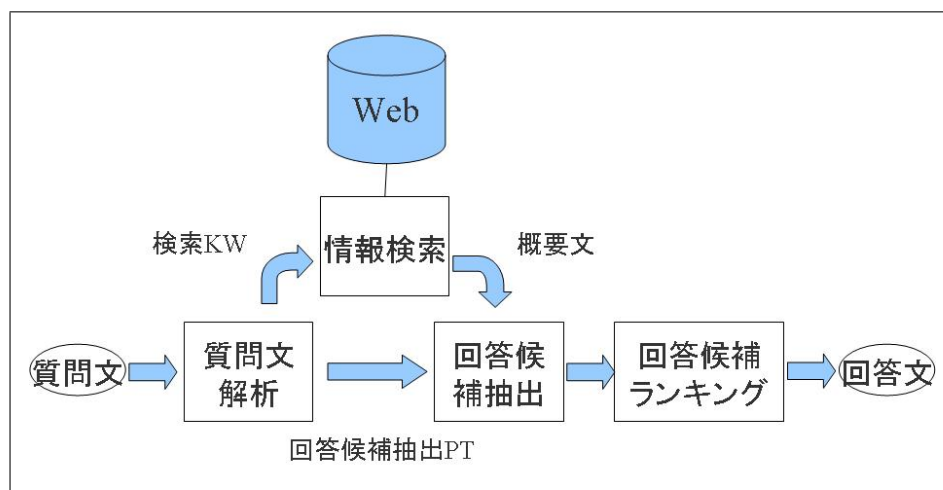 Web
検索KW
情報検索
概要文
質問文
質問文
解析
回答候
補抽出
回答候補
ランキング
回答文
回答候補抽出PT